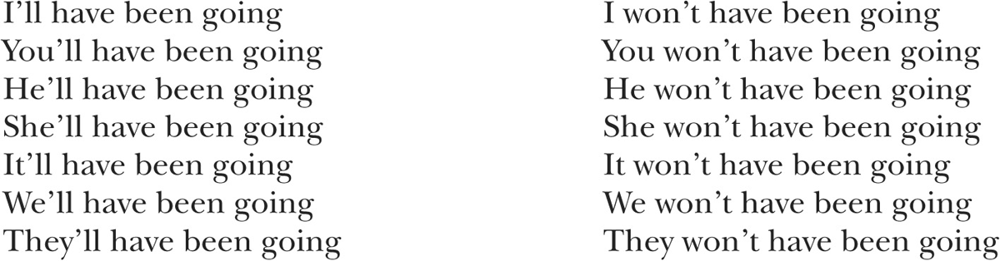 I’ll have been going
You’ll have been going
He’ll have been going
She’ll have been going
It’ll have been going
We’ll have been going
They’ll have been going
I won’t have been going
You won’t have been going
He won’t have been going
She won’t have been going
It won’t have been going
We won’t have been going
They won’t have been going